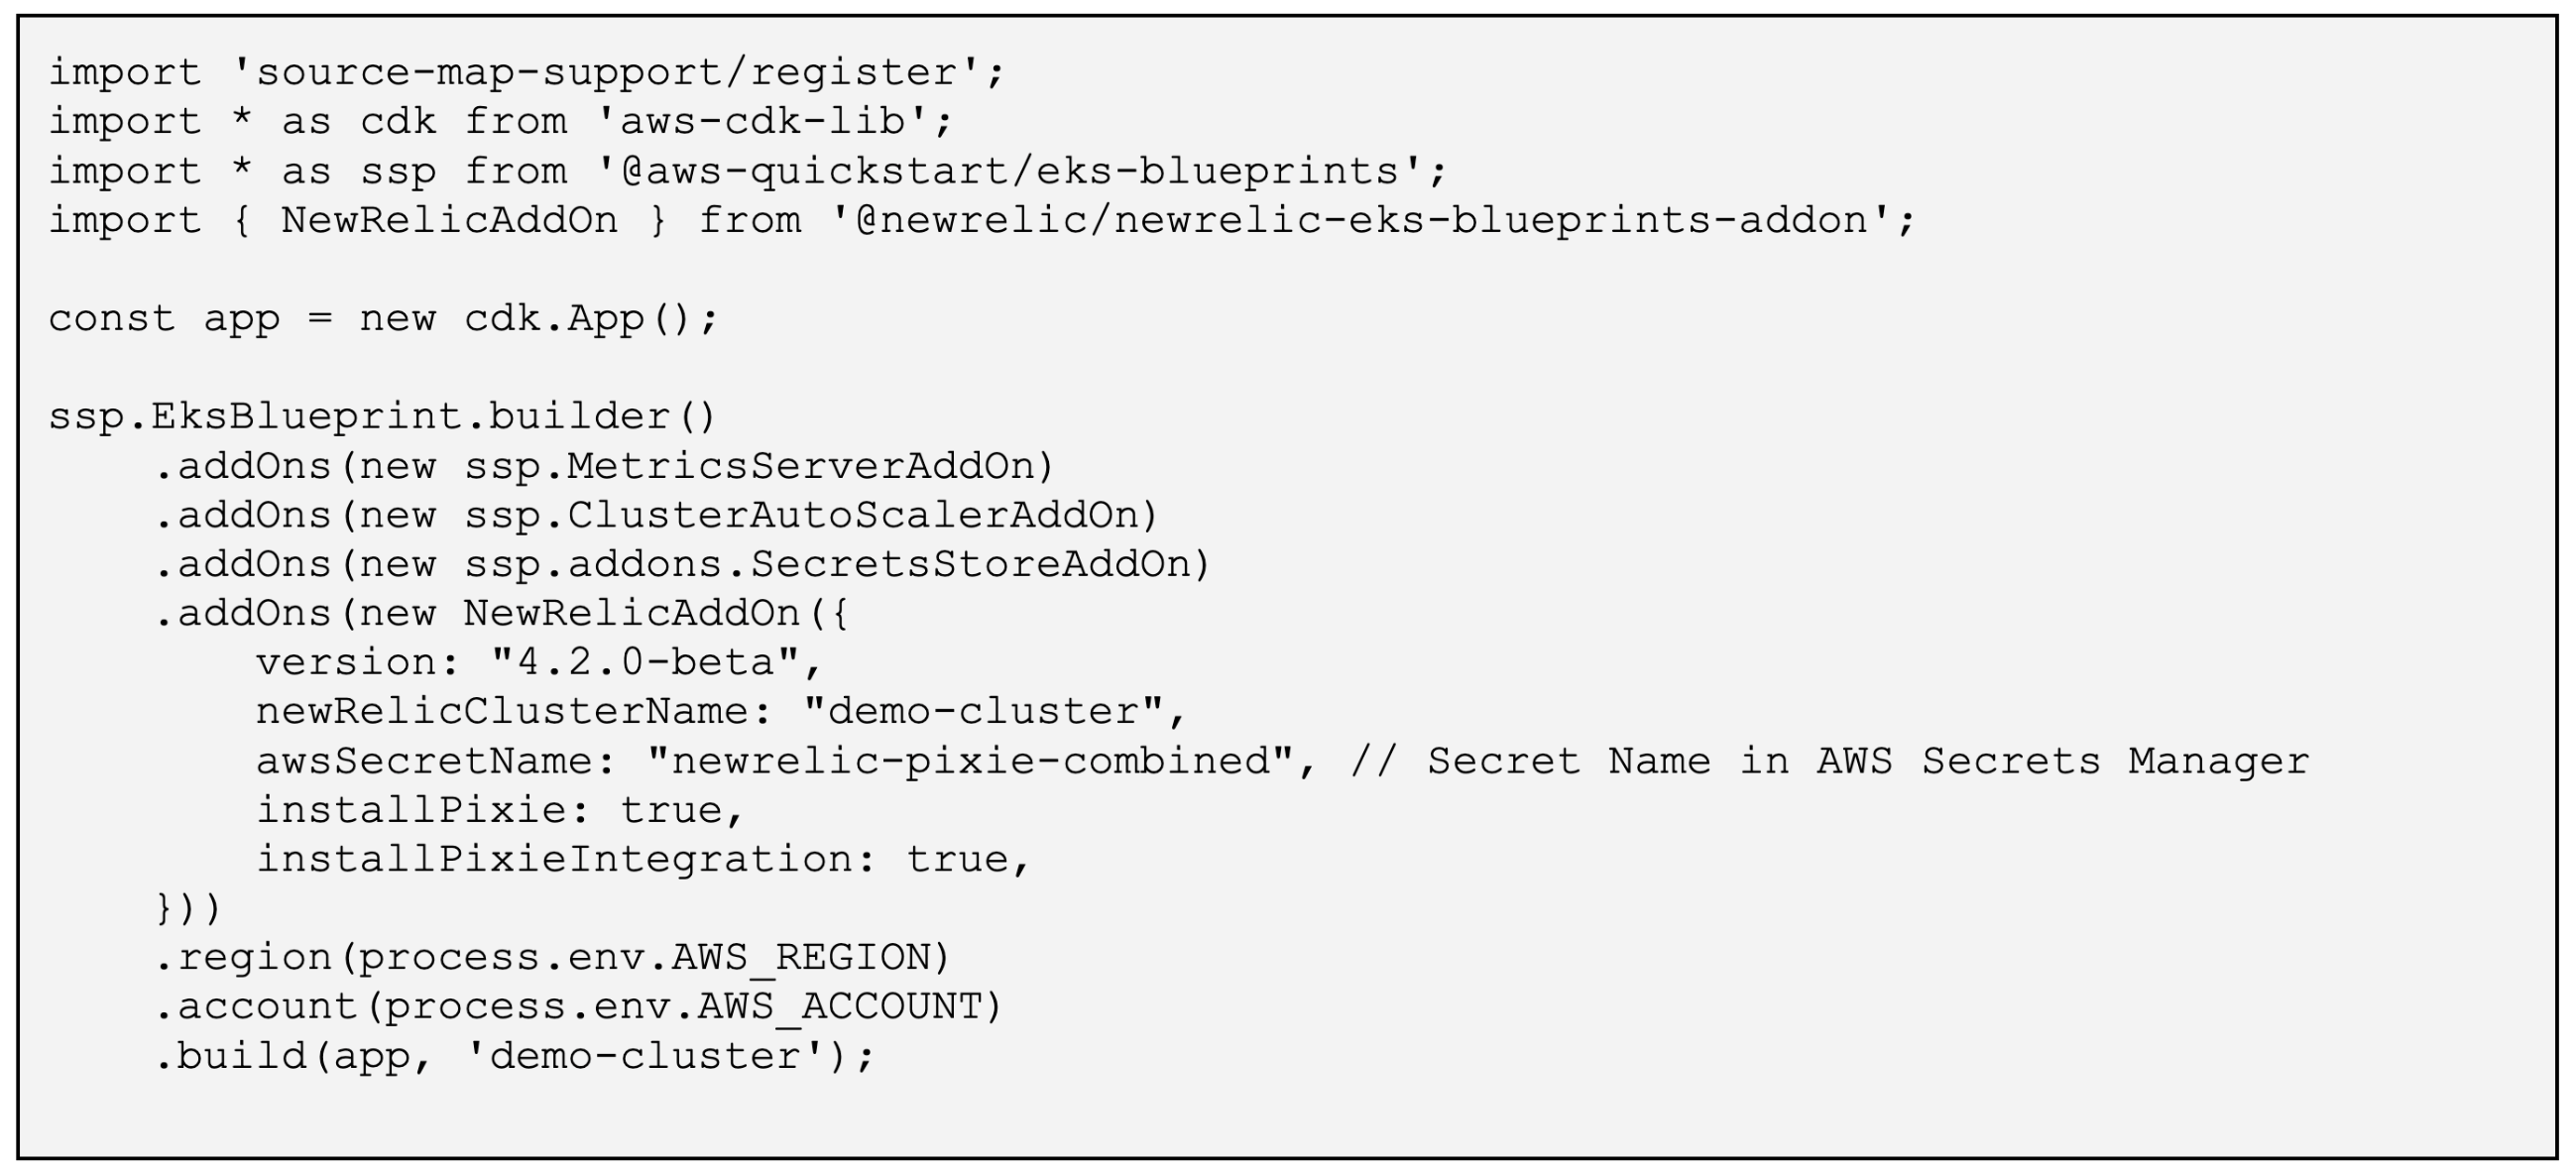 import 'source-map-support/register';
import * as cdk from 'aws-cdk-lib';
import * as ssp from '@aws-quickstart/eks-blueprints';
import { NewRelicAddOn } from '@newrelic/newrelic-eks-blueprints-addon';

const app = new cdk.App();

ssp.EksBlueprint.builder()
    .addOns(new ssp.MetricsServerAddOn)
    .addOns(new ssp.ClusterAutoScalerAddOn)
    .addOns(new ssp.addons.SecretsStoreAddOn)
    .addOns(new NewRelicAddOn({
        version: "4.2.0-beta",
        newRelicClusterName: "demo-cluster",
        awsSecretName: "newrelic-pixie-combined", // Secret Name in AWS Secrets Manager
        installPixie: true,
        installPixieIntegration: true,
    }))
    .region(process.env.AWS_REGION)
    .account(process.env.AWS_ACCOUNT)
    .build(app, 'demo-cluster');